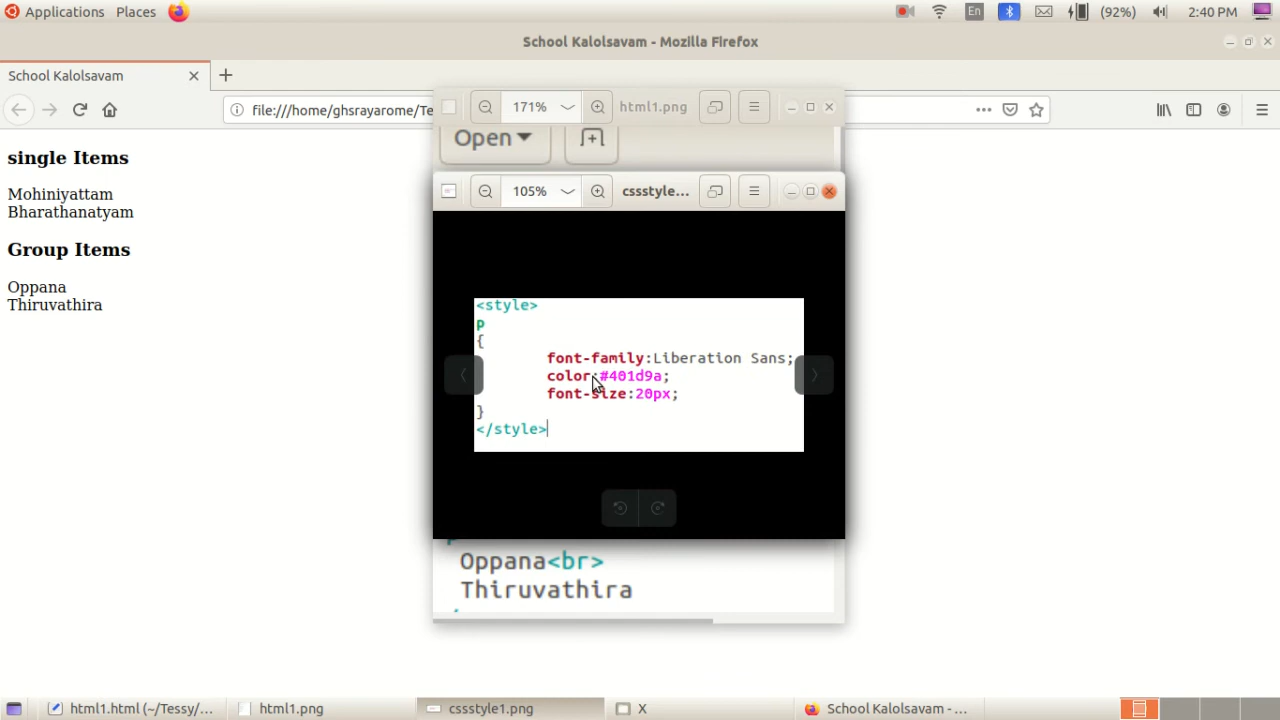 Applications Places En (92%) 2:40 PM
School Kalolsavam - Mozilla Firefox
School Kalolsavam
file:///home/ghsrayarome/Te
171% html1.png
Open
105% cssstyle...
single Items
Mohiniyattam
Bharathanatyam
Group Items
Oppana
Thiruvathira
<style>
p
{
font-family:Liberation Sans;
color:#401d9a;
font-size:20px;
}
</style>
Oppana<br>
Thiruvathira
html1.html (~/Tessy/... html1.png cssstyle1.png X School Kalolsavam - ...